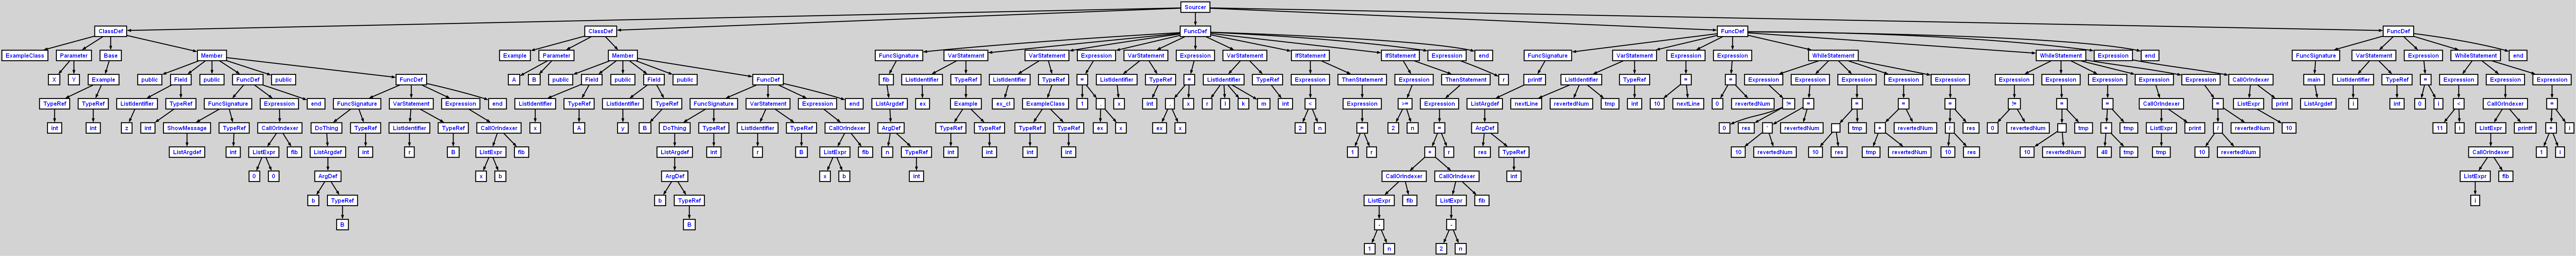 Sourcer
ClassDef ClassDef FuncDef FuncDef FuncDef
ExampleClass Parameter Base Member Example Parameter Member FuncSignature VarStatement VarStatement Expression VarStatement Expression VarStatement IfStatement IfStatement Expression end FuncSignature VarStatement Expression Expression WhileStatement WhileStatement Expression end FuncSignature VarStatement Expression WhileStatement end
X Y Example public Field public FuncDef public FuncDef A B public Field public Field public FuncDef fib ListIdentifier TypeRef ListIdentifier TypeRef = ListIdentifier TypeRef = ListIdentifier TypeRef Expression ThenStatement Expression ThenStatement r printf ListIdentifier TypeRef = = Expression Expression Expression Expression Expression Expression Expression Expression Expression Expression CallOrIndexer main ListIdentifier TypeRef = Expression Expression Expression
TypeRef TypeRef ListIdentifier TypeRef FuncSignature Expression end FuncSignature VarStatement Expression end ListIdentifier TypeRef ListIdentifier TypeRef FuncSignature VarStatement Expression end ListArgdef ex Example ex_cl ExampleClass 1 . x int . x r l k m int < Expression >= Expression ListArgdef nextLine revertedNum tmp int 10 nextLine 0 revertedNum != = = = = != = = CallOrIndexer = ListExpr print ListArgdef i int 0 i < CallOrIndexer =
int int z int ShowMessage TypeRef CallOrIndexer DoThing TypeRef ListIdentifier TypeRef CallOrIndexer x A y B DoThing TypeRef ListIdentifier TypeRef CallOrIndexer ArgDef TypeRef TypeRef TypeRef TypeRef ex x ex x 2 n = 2 n = ArgDef 0 res - revertedNum tmp + revertedNum / res 0 revertedNum tmp + tmp ListExpr print / revertedNum 10 11 i ListExpr printf + i
ListArgdef int ListExpr fib ListArgdef int r B ListExpr fib ListArgdef int r B ListExpr fib n TypeRef int int int int 1 r + r res TypeRef 10 revertedNum 10 res tmp revertedNum 10 res 10 revertedNum 48 tmp tmp 10 revertedNum CallOrIndexer 1 i
0 0 ArgDef x b ArgDef x b int CallOrIndexer CallOrIndexer int ListExpr fib
b TypeRef b TypeRef ListExpr fib ListExpr fib i
B B - -
1 n 2 n